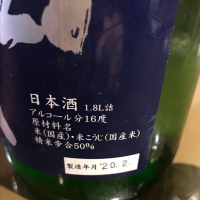 日本酒 1.8L詰
アルコール分16度
原材料名
米(国産)・米こうじ(国産米)
精米歩合50%
製造年月 '20.2.